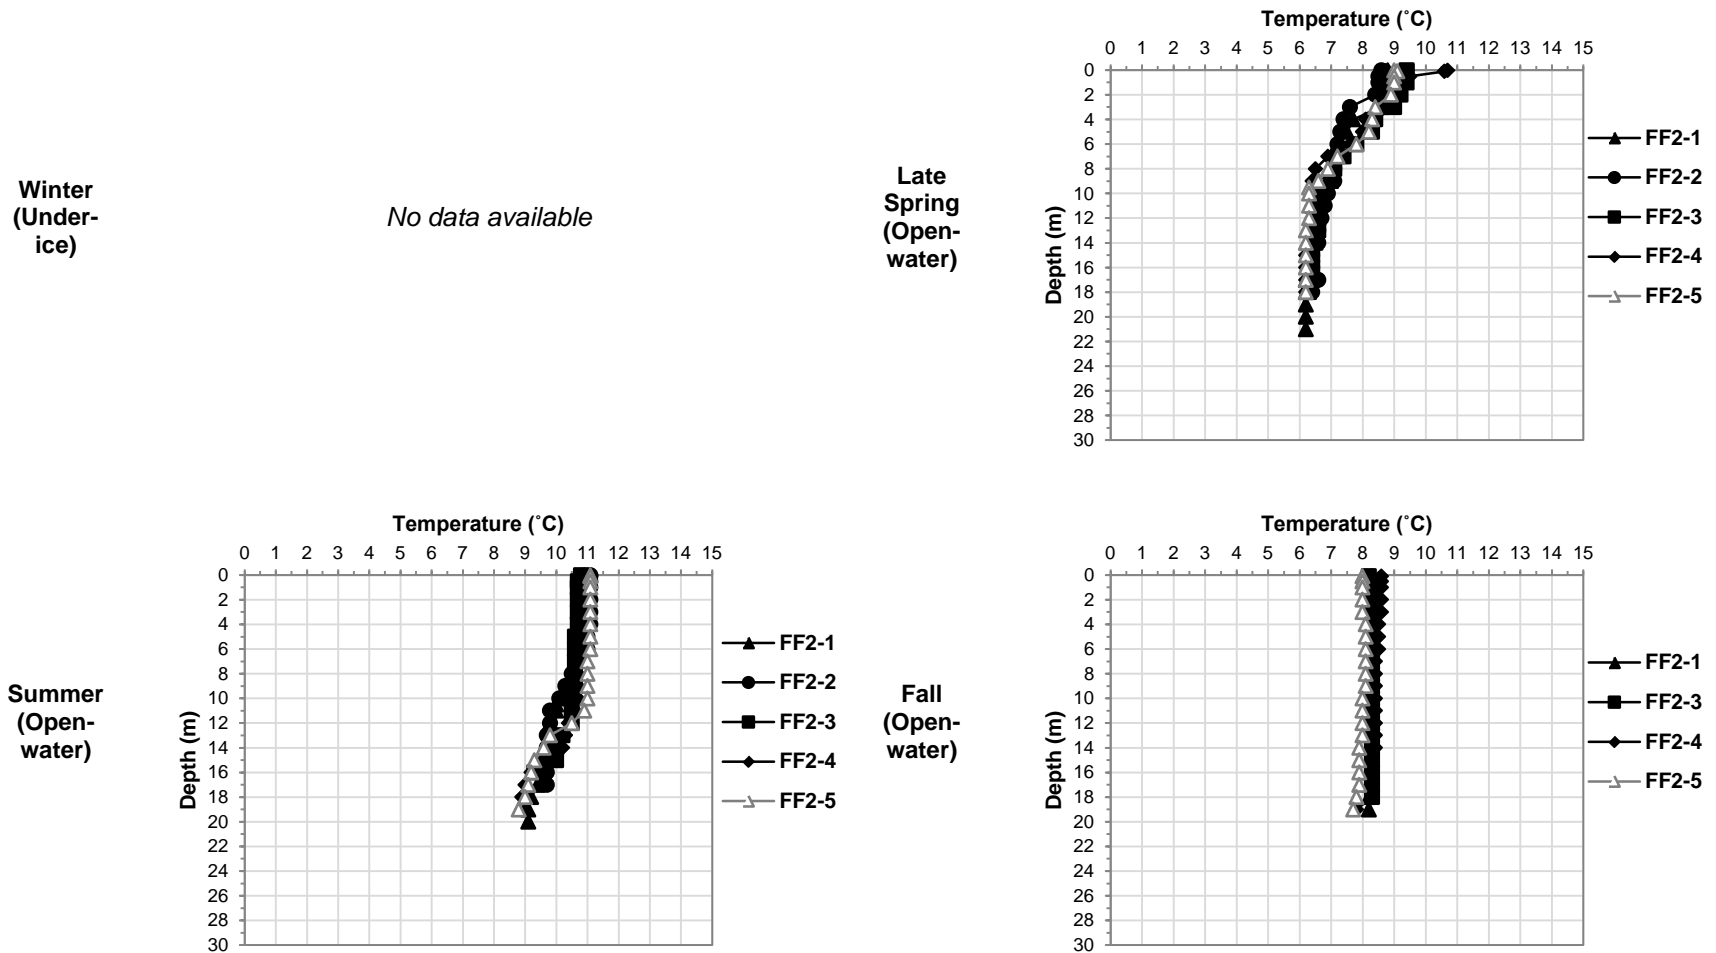 Winter
(Under-
ice)
No data available
Late
Spring
(Open-
water)
Temperature (˚C)
0 1 2 3 4 5 6 7 8 9 10 11 12 13 14 15
Depth (m)
0
2
4
6
8
10
12
14
16
18
20
22
24
26
28
30
FF2-1
FF2-2
FF2-3
FF2-4
FF2-5
Summer
(Open-
water)
Temperature (˚C)
0 1 2 3 4 5 6 7 8 9 10 11 12 13 14 15
Depth (m)
0
2
4
6
8
10
12
14
16
18
20
22
24
26
28
30
FF2-1
FF2-2
FF2-3
FF2-4
FF2-5
Fall
(Open-
water)
Temperature (˚C)
0 1 2 3 4 5 6 7 8 9 10 11 12 13 14 15
Depth (m)
0
2
4
6
8
10
12
14
16
18
20
22
24
26
28
30
FF2-1
FF2-3
FF2-4
FF2-5